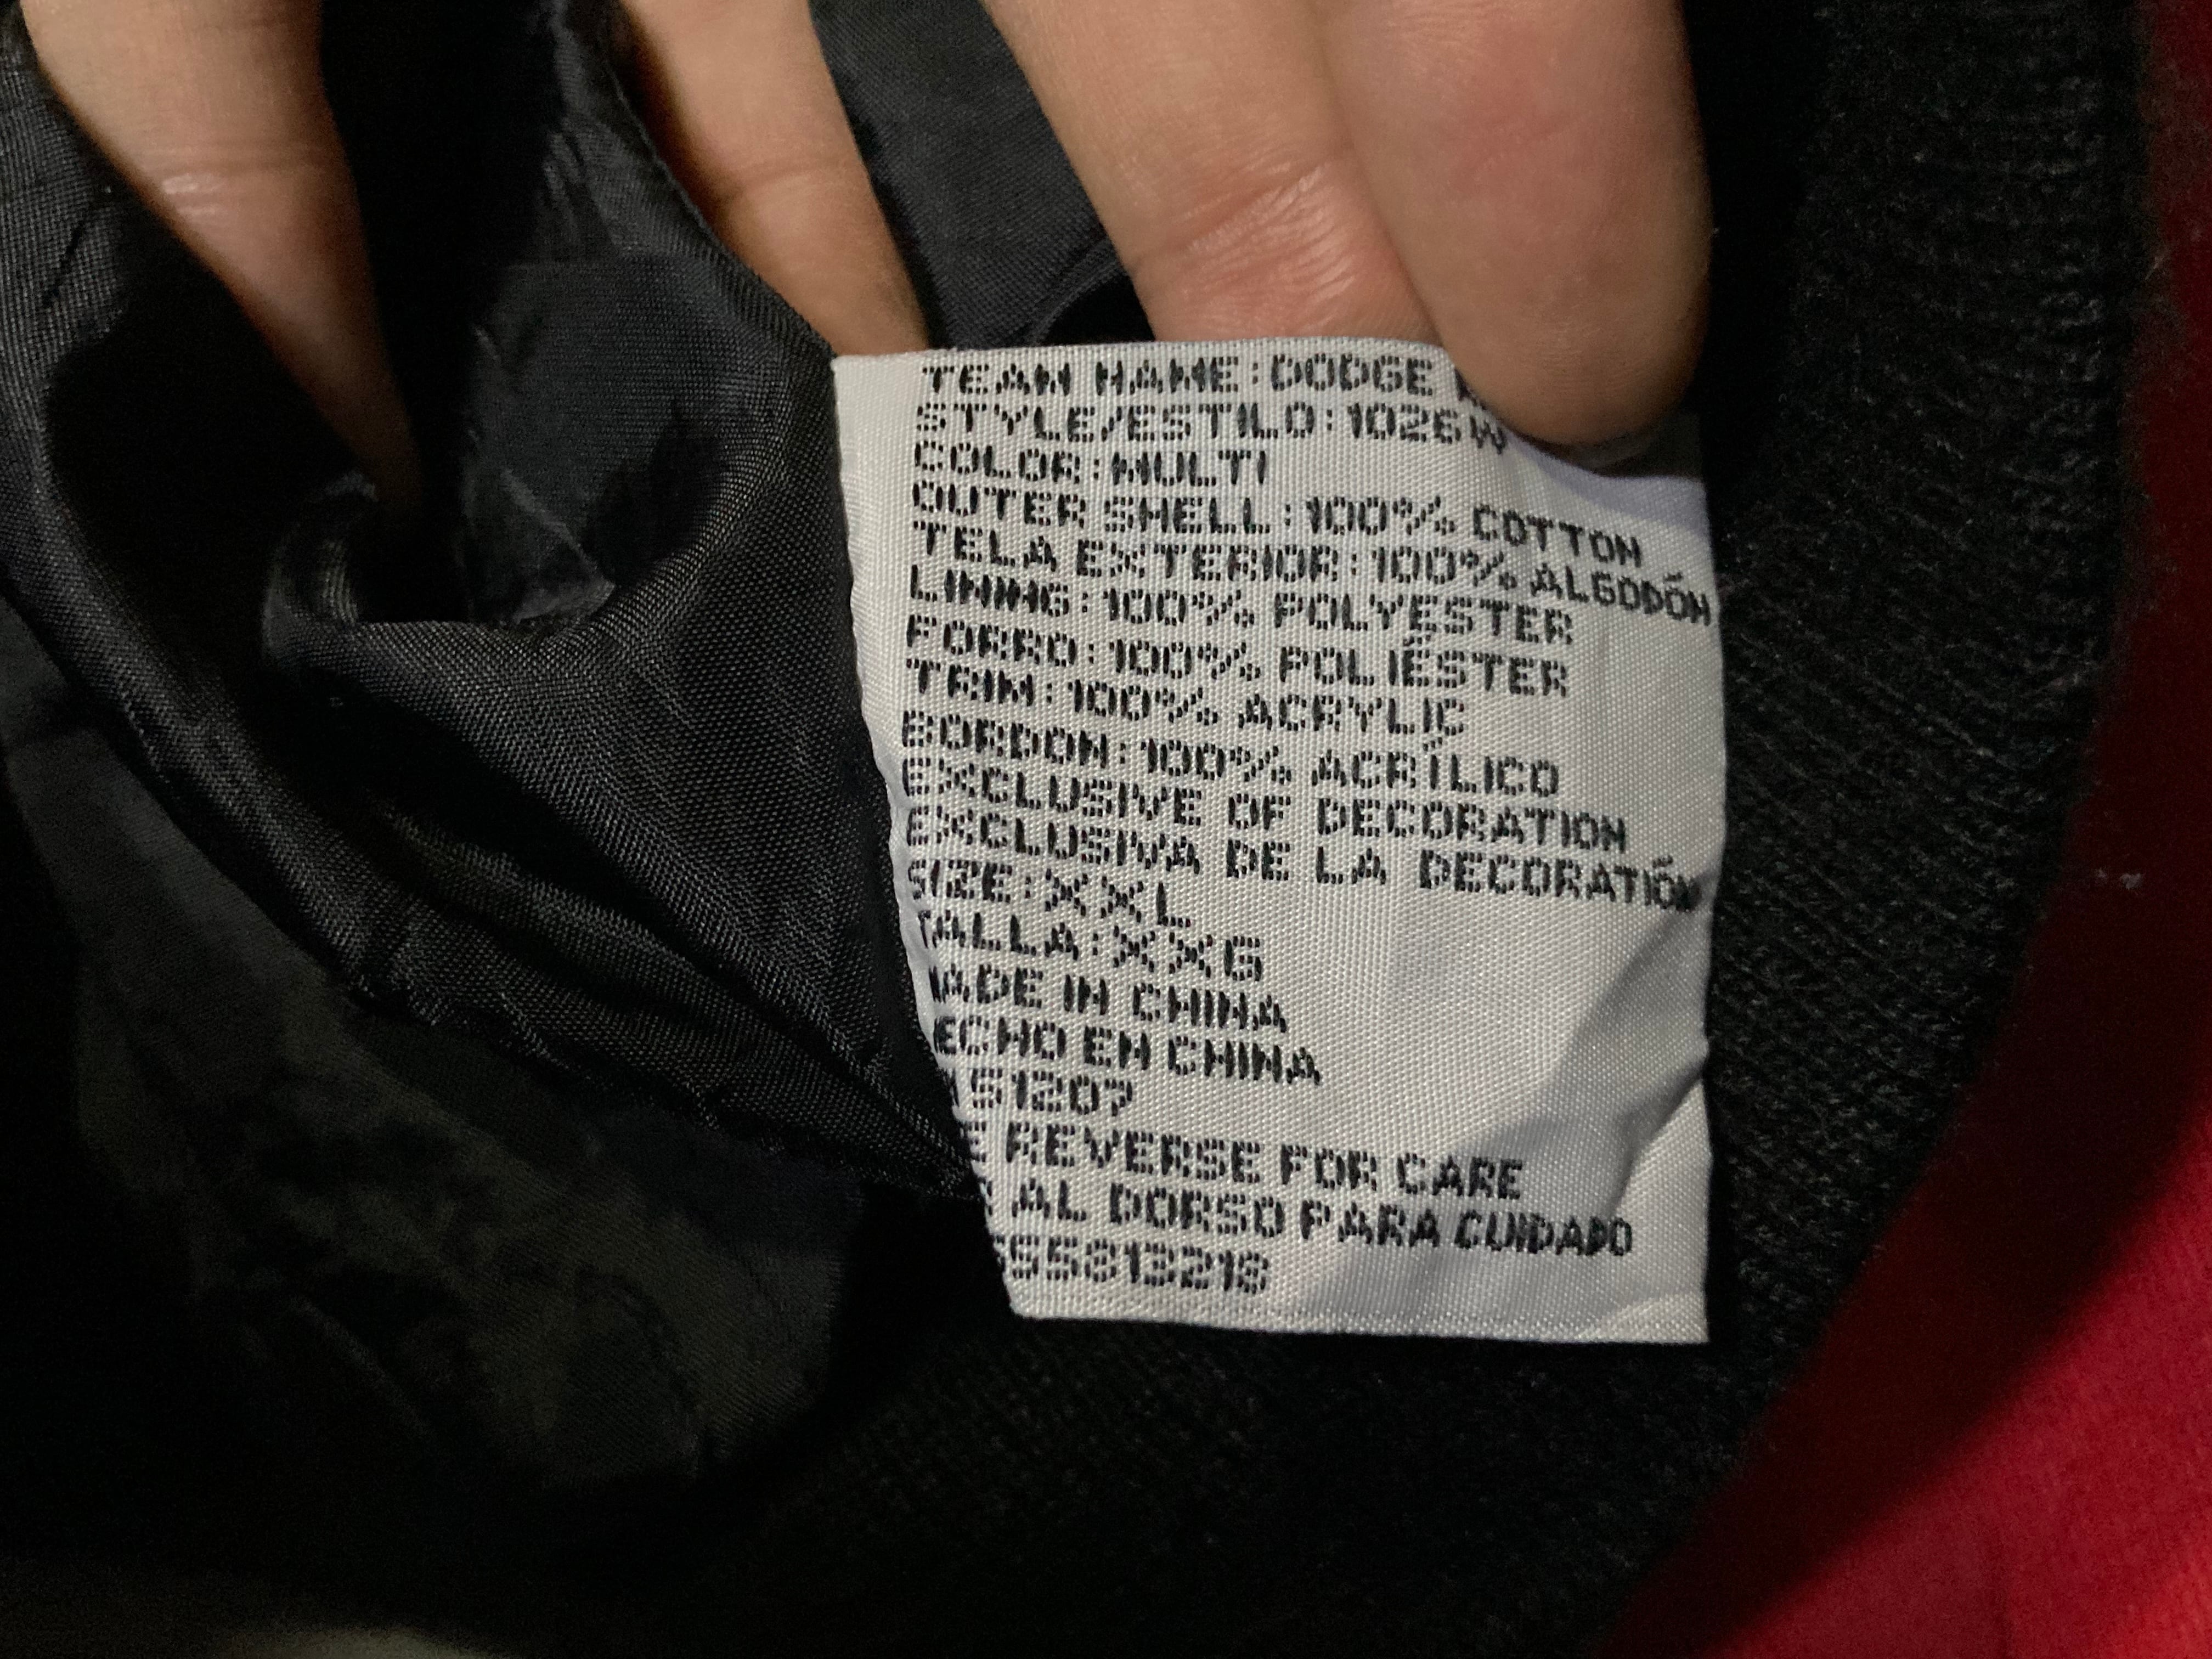 TEAM NAME:DODGE
STYLE/ESTILO:1026W
COLOR:MULTI
OUTER SHELL:100% COTTON
TELA EXTERIOR:100% ALGODÓN
LINING:100% POLYESTER
FORRO:100% POLIÉSTER
TRIM:100% ACRYLIC
BORDON:100% ACRÍLICO
EXCLUSIVE OF DECORATION
EXCLUSIVA DE LA DECORATIÓN
SIZE:XXL
TALLA:XXG
MADE IN CHINA
HECHO EN CHINA
51207
REVERSE FOR CARE
AL DORSO PARA CUIDADO